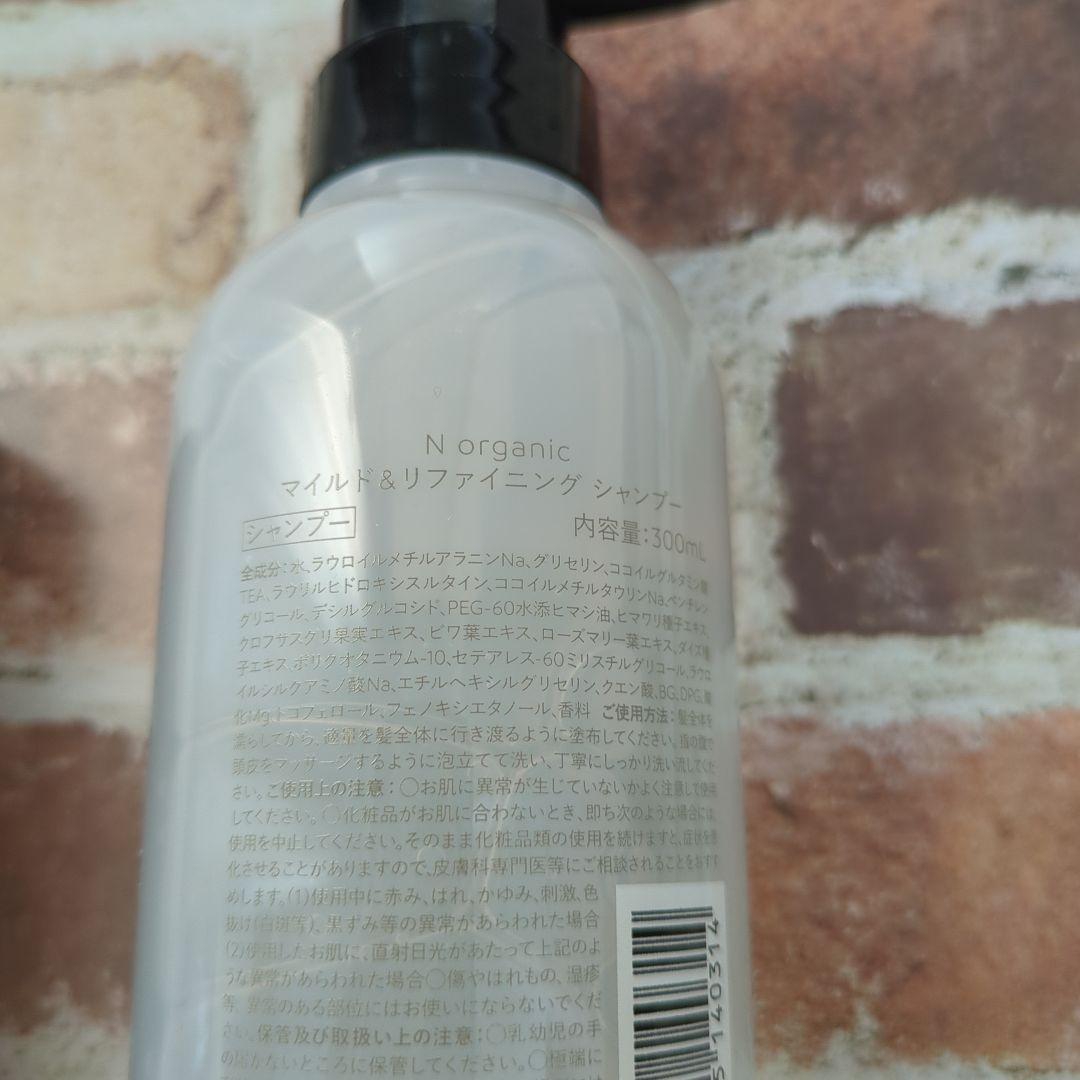 N organic
マイルド&リファイニング シャンプー
シャンプー
内容量:300mL
全成分:水、ラウロイルメチルアラニンNa、グリセリン、ココイルグルタミン酸
TEA、ラウリルヒドロキシスルタイン、ココイルメチルタウリンNa、ペンチレン
グリコール、デシルグルコシド、PEG-60水添ヒマシ油、ヒマワリ種子エキス、
クロフサスグリ果実エキス、ビワ葉エキス、ローズマリー葉エキス、ダイズ種
子エキス、ポリクオタニウム-10、セテアレス-60ミリスチルグリコール、ラウロ
イルシルクアミノ酸Na、エチルヘキシルグリセリン、クエン酸、BG、DPG、酸
化Mg、トコフェロール、フェノキシエタノール、香料 ご使用方法:髪全体を
濡らしてから、適量を髪全体に行き渡るように塗布してください。指の腹で
頭皮をマッサージするように泡立てて洗い、丁寧にしっかり洗い流してくだ
さい。ご使用上の注意:○お肌に異常が生じていないかよく注意して使用
してください。○化粧品がお肌に合わないとき、即ち次のような場合には、
使用を中止してください。そのまま化粧品類の使用を続けますと、症状を悪
化させることがありますので、皮膚科専門医等にご相談されることをおすす
めします。(1)使用中に赤み、はれ、かゆみ、刺激、色
抜け(白斑等)、黒ずみ等の異常があらわれた場合
(2)使用したお肌に、直射日光があたって上記のよ
うな異常があらわれた場合○傷やはれもの、湿疹
等、異常のある部位にはお使いにならないでくだ
さい。保管及び取扱い上の注意:○乳幼児の手
の届かないところに保管してください。○極端に
5140314